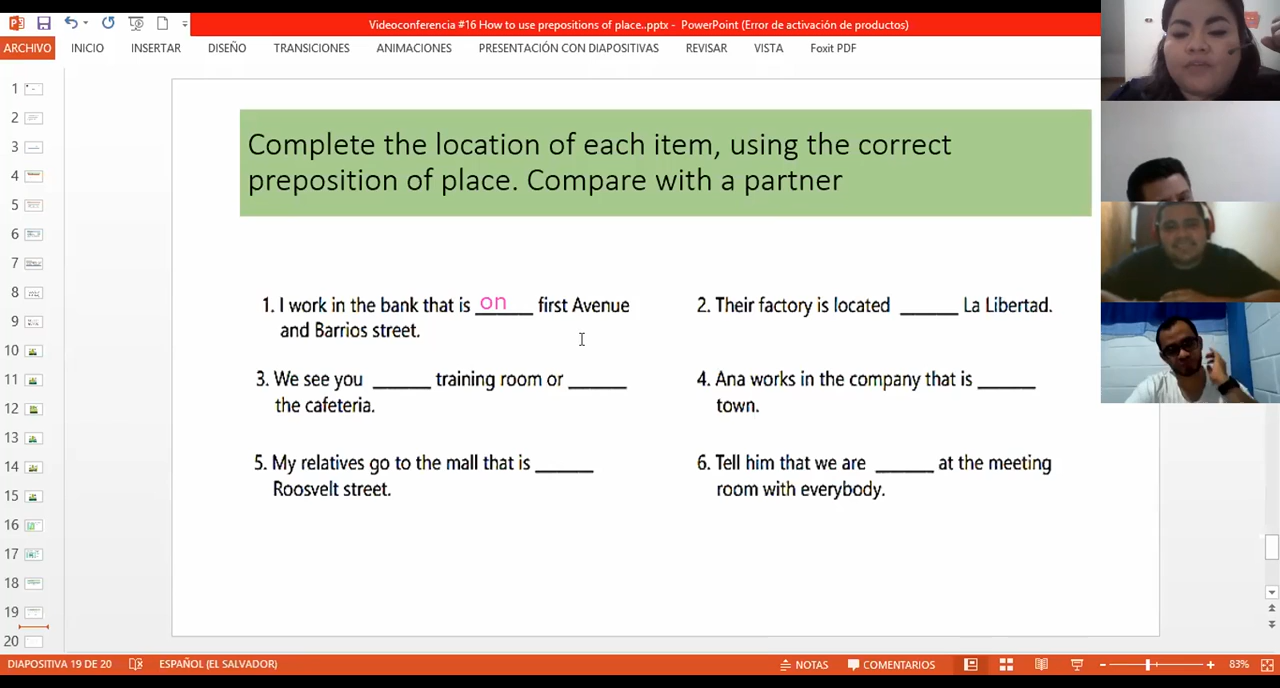 Videoconferencia #16 How to use prepositions of place..pptx - PowerPoint (Error de activación de productos)
ARCHIVO INICIO INSERTAR DISEÑO TRANSICIONES ANIMACIONES PRESENTACIÓN CON DIAPOSITIVAS REVISAR VISTA Foxit PDF
1
2
3
4
5
6
7
8
9
10
11
12
13
14
15
16
17
18
19
20
Complete the location of each item, using the correct
preposition of place. Compare with a partner
1. I work in the bank that is on first Avenue
and Barrios street.
2. Their factory is located ______ La Libertad.
3. We see you ______ training room or ______
the cafeteria.
4. Ana works in the company that is ______
town.
5. My relatives go to the mall that is ______
Roosvelt street.
6. Tell him that we are ______ at the meeting
room with everybody.
DIAPOSITIVA 19 DE 20 ESPAÑOL (EL SALVADOR) NOTAS COMENTARIOS 83%